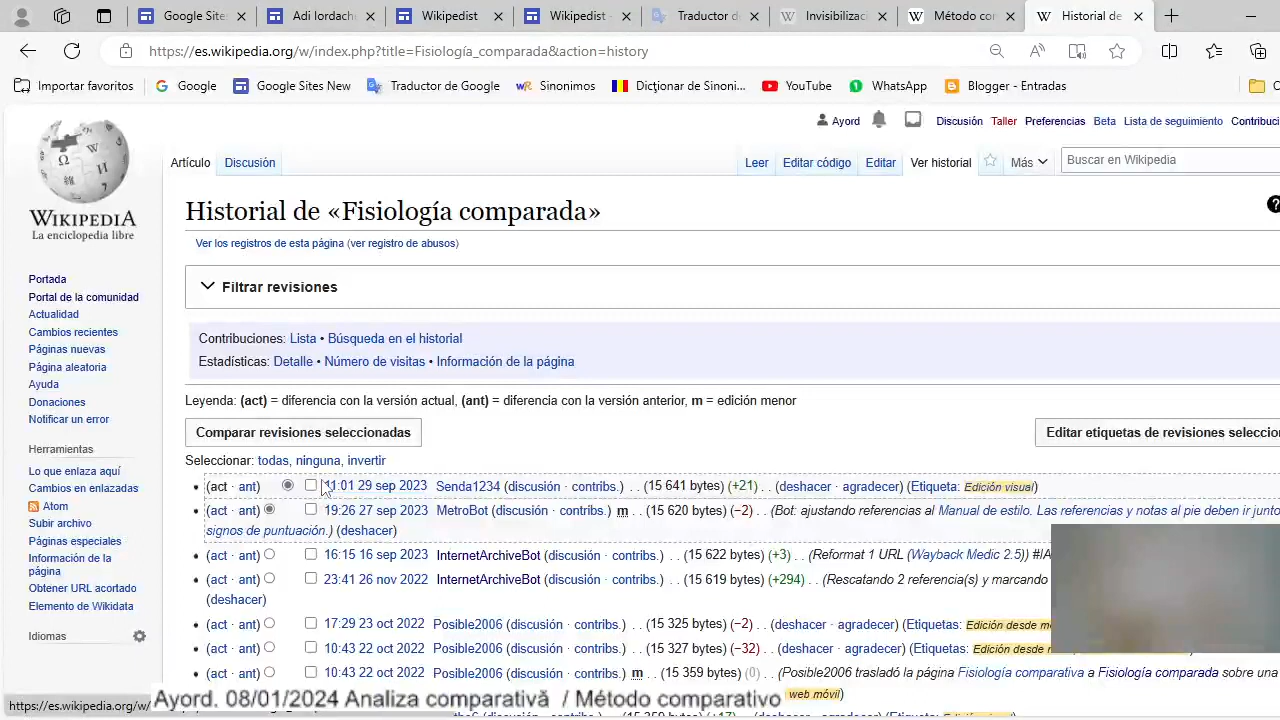 Google Sites
Adi Iordache
Wikipedist
Wikipedist -
Traductor d
Invisibilizaci
Método con
Historial de
https://es.wikipedia.org/w/index.php?title=Fisiología_comparada&action=history
Importar favoritos
Google
Google Sites New
Traductor de Google
wR Sinonimos
Dicționar de Sinoni...
YouTube
WhatsApp
Blogger - Entradas
Ayord
Discusión Taller Preferencias Beta Lista de seguimiento Contribuci
Artículo Discusión
Leer Editar código Editar Ver historial Más
Buscar en Wikipedia
WIKIPEDIA
La enciclopedia libre
Historial de «Fisiología comparada»
Ver los registros de esta página (ver registro de abusos)
Portada
Portal de la comunidad
Actualidad
Cambios recientes
Páginas nuevas
Página aleatoria
Ayuda
Donaciones
Notificar un error
Herramientas
Lo que enlaza aquí
Cambios en enlazadas
Atom
Subir archivo
Páginas especiales
Información de la
página
Obtener URL acortado
Elemento de Wikidata
Idiomas
Filtrar revisiones
Contribuciones: Lista • Búsqueda en el historial
Estadísticas: Detalle • Número de visitas • Información de la página
Leyenda: (act) = diferencia con la versión actual, (ant) = diferencia con la versión anterior, m = edición menor
Comparar revisiones seleccionadas
Editar etiquetas de revisiones seleccio
Seleccionar: todas, ninguna, invertir
(act · ant) 11:01 29 sep 2023 Senda1234 (discusión · contribs.) . . (15 641 bytes) (+21) . . (deshacer · agradecer) (Etiqueta: Edición visual)
(act · ant) 19:26 27 sep 2023 MetroBot (discusión · contribs.) m . . (15 620 bytes) (−2) . . (Bot: ajustando referencias al Manual de estilo. Las referencias y notas al pie deben ir junto
signos de puntuación.) (deshacer)
(act · ant) 16:15 16 sep 2023 InternetArchiveBot (discusión · contribs.) . . (15 622 bytes) (+3) . . (Reformat 1 URL (Wayback Medic 2.5)) #IA
(act · ant) 23:41 26 nov 2022 InternetArchiveBot (discusión · contribs.) . . (15 619 bytes) (+294) . . (Rescatando 2 referencia(s) y marcando
(deshacer)
(act · ant) 17:29 23 oct 2022 Posible2006 (discusión · contribs.) . . (15 325 bytes) (−2) . . (deshacer · agradecer) (Etiquetas: Edición desde m
(act · ant) 10:43 22 oct 2022 Posible2006 (discusión · contribs.) . . (15 327 bytes) (−32) . . (deshacer · agradecer) (Etiquetas: Edición desde
(act · ant) 10:43 22 oct 2022 Posible2006 (discusión · contribs.) m . . (15 359 bytes) (0) . . (Posible2006 trasladó la página Fisiología comparativa a Fisiología comparada sobre una
web móvil)
https://es.wikipedia.org/w/
Ayord. 08/01/2024 Analiza comparativă / Método comparativo